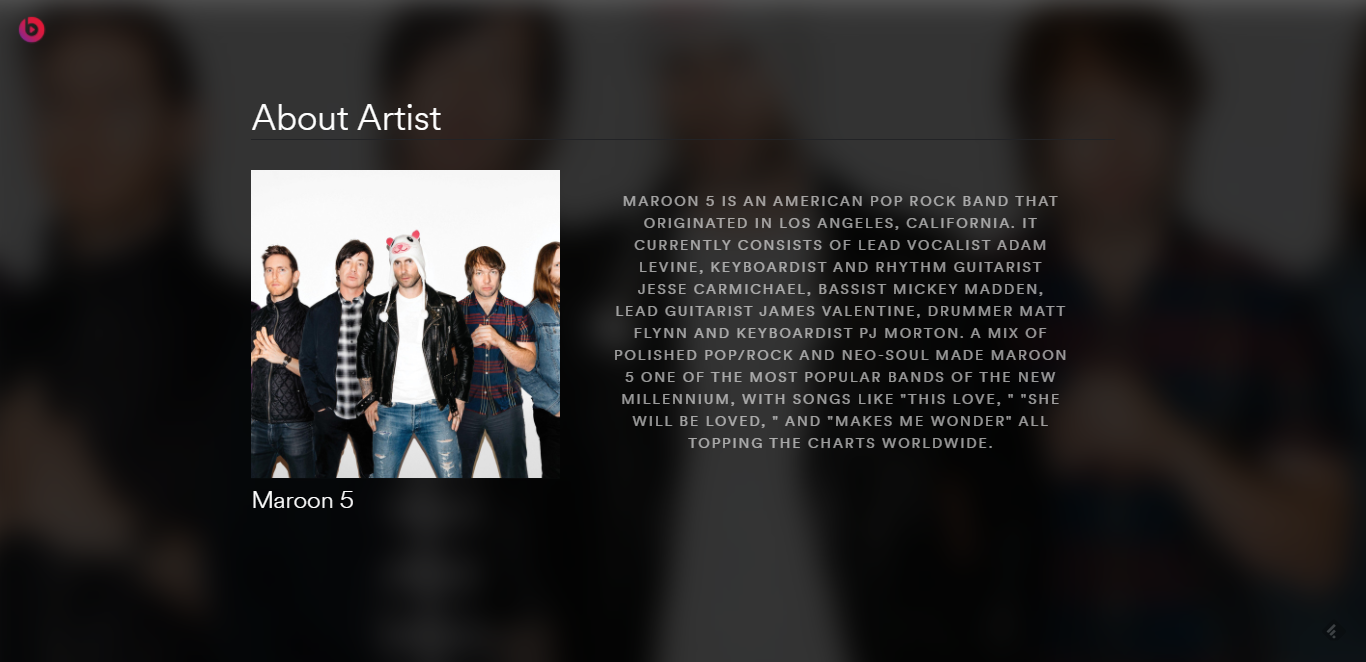 About Artist
MAROON 5 IS AN AMERICAN POP ROCK BAND THAT
ORIGINATED IN LOS ANGELES, CALIFORNIA. IT
CURRENTLY CONSISTS OF LEAD VOCALIST ADAM
LEVINE, KEYBOARDIST AND RHYTHM GUITARIST
JESSE CARMICHAEL, BASSIST MICKEY MADDEN,
LEAD GUITARIST JAMES VALENTINE, DRUMMER MATT
FLYNN AND KEYBOARDIST PJ MORTON. A MIX OF
POLISHED POP/ROCK AND NEO-SOUL MADE MAROON
5 ONE OF THE MOST POPULAR BANDS OF THE NEW
MILLENNIUM, WITH SONGS LIKE "THIS LOVE, " "SHE
WILL BE LOVED, " AND "MAKES ME WONDER" ALL
TOPPING THE CHARTS WORLDWIDE.
Maroon 5